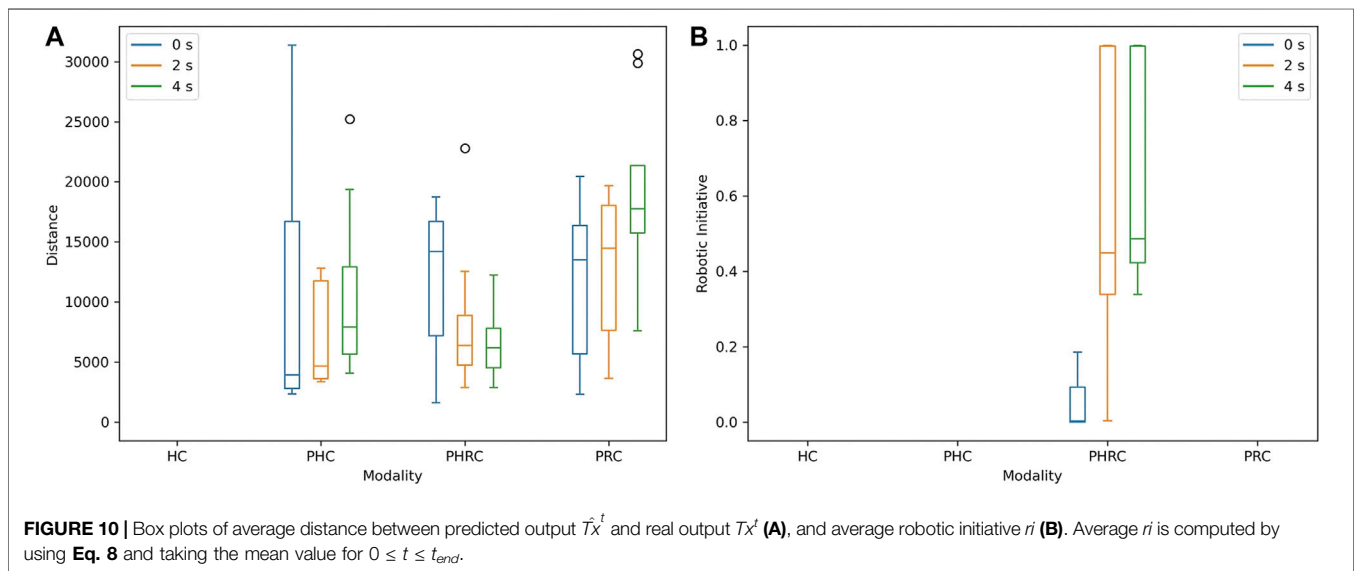 A
0 s
2 s
4 s
30000
25000
20000
15000
10000
5000
0
Distance
HC
PHC
PHRC
PRC
Modality
B
0 s
2 s
4 s
1.0
0.8
0.6
0.4
0.2
0.0
Robotic Initiative
HC
PHC
PHRC
PRC
Modality
FIGURE 10 | Box plots of average distance between predicted output T̂x^t and real output Tx^t (A), and average robotic initiative ri (B). Average ri is computed by
using Eq. 8 and taking the mean value for 0 ≤ t ≤ t_end.